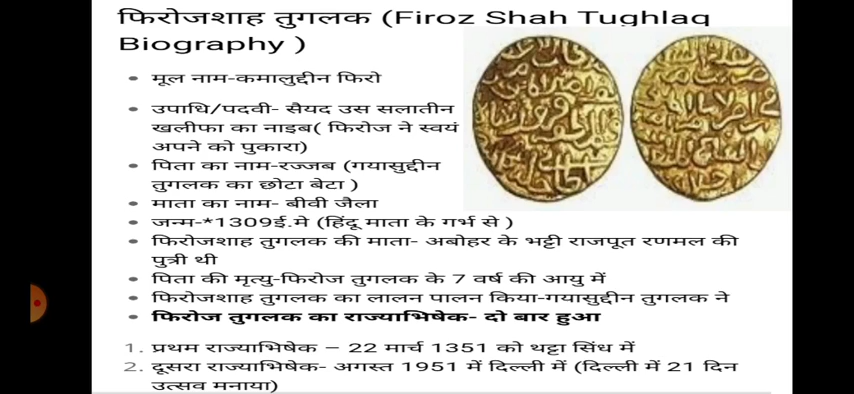 फिरोजशाह तुगलक (Firoz Shah Tughlaq
Biography )
• मूल नाम-कमालुद्दीन फिरो
• उपाधि/पदवी- सैयद उस सलातीन
खलीफा का नाइब( फिरोज ने स्वयं
अपने को पुकारा)
• पिता का नाम-रज्जब (गयासुद्दीन
तुगलक का छोटा बेटा )
• माता का नाम- बीवी जैला
• जन्म-*1309ई.मे (हिंदू माता के गर्भ से )
• फिरोजशाह तुगलक की माता- अबोहर के भट्टी राजपूत रणमल की
पुत्री थी
• पिता की मृत्यु-फिरोज तुगलक के 7 वर्ष की आयु में
• फिरोजशाह तुगलक का लालन पालन किया-गयासुद्दीन तुगलक ने
• फिरोज तुगलक का राज्याभिषेक- दो बार हुआ
1. प्रथम राज्याभिषेक – 22 मार्च 1351 को थट्टा सिंध में
2. दूसरा राज्याभिषेक- अगस्त 1951 में दिल्ली में (दिल्ली में 21 दिन
उत्सव मनाया)